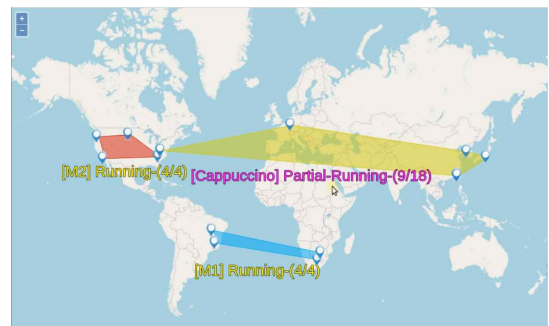 +
−
[M2] Running-(4/4)
[Cappuccino] Partial-Running-(9/18)
[M1] Running-(4/4)